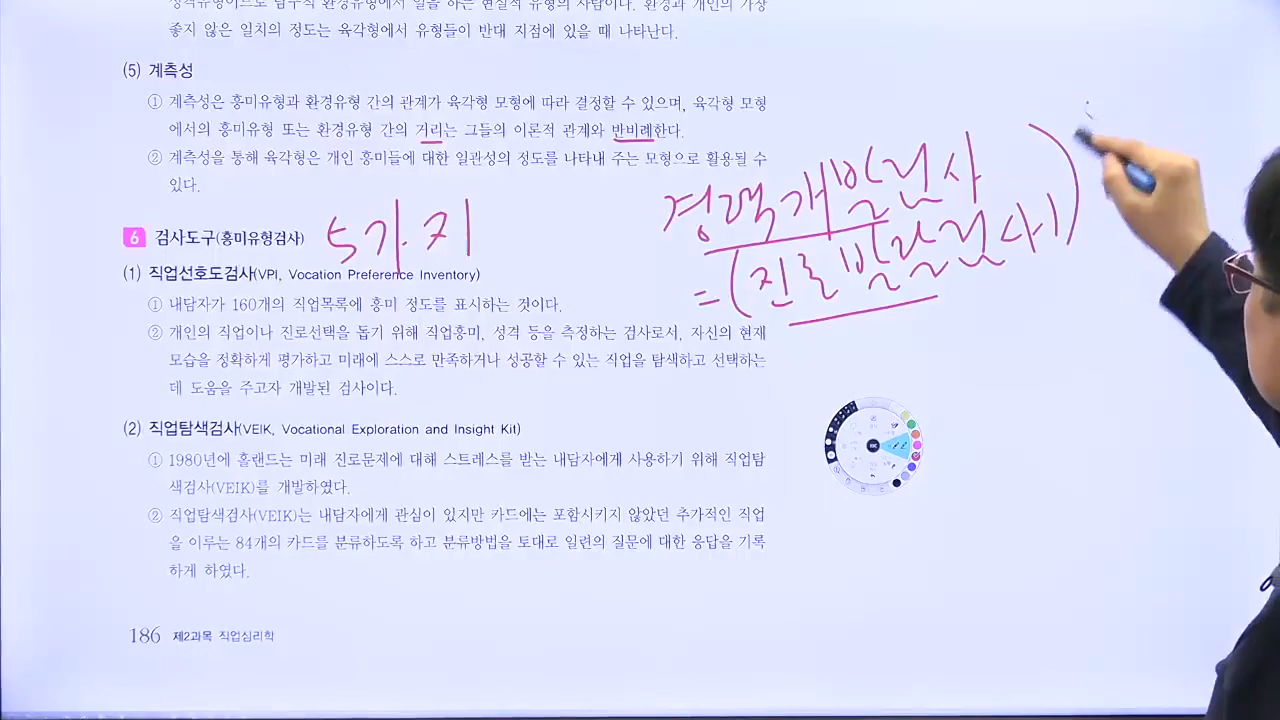 성격유형이므로 탐구적 환경유형에서 일을 하는 현실적 유형의 사람이다. 환경과 개인의 가장
좋지 않은 일치의 정도는 육각형에서 유형들이 반대 지점에 있을 때 나타난다.
(5) 계측성
① 계측성은 흥미유형과 환경유형 간의 관계가 육각형 모형에 따라 결정할 수 있으며, 육각형 모형
에서의 흥미유형 또는 환경유형 간의 거리는 그들의 이론적 관계와 반비례한다.
② 계측성을 통해 육각형은 개인 흥미들에 대한 일관성의 정도를 나타내 주는 모형으로 활용될 수
있다.
경력개발검사
=(진로발달검사)
6 검사도구(흥미유형검사) 5가지
(1) 직업선호도검사(VPI, Vocation Preference Inventory)
① 내담자가 160개의 직업목록에 흥미 정도를 표시하는 것이다.
② 개인의 직업이나 진로선택을 돕기 위해 직업흥미, 성격 등을 측정하는 검사로서, 자신의 현재
모습을 정확하게 평가하고 미래에 스스로 만족하거나 성공할 수 있는 직업을 탐색하고 선택하는
데 도움을 주고자 개발된 검사이다.
(2) 직업탐색검사(VEIK, Vocational Exploration and Insight Kit)
① 1980년에 홀랜드는 미래 진로문제에 대해 스트레스를 받는 내담자에게 사용하기 위해 직업탐
색검사(VEIK)를 개발하였다.
② 직업탐색검사(VEIK)는 내담자에게 관심이 있지만 카드에는 포함시키지 않았던 추가적인 직업
을 이루는 84개의 카드를 분류하도록 하고 분류방법을 토대로 일련의 질문에 대한 응답을 기록
하게 하였다.
186 제2과목 직업심리학